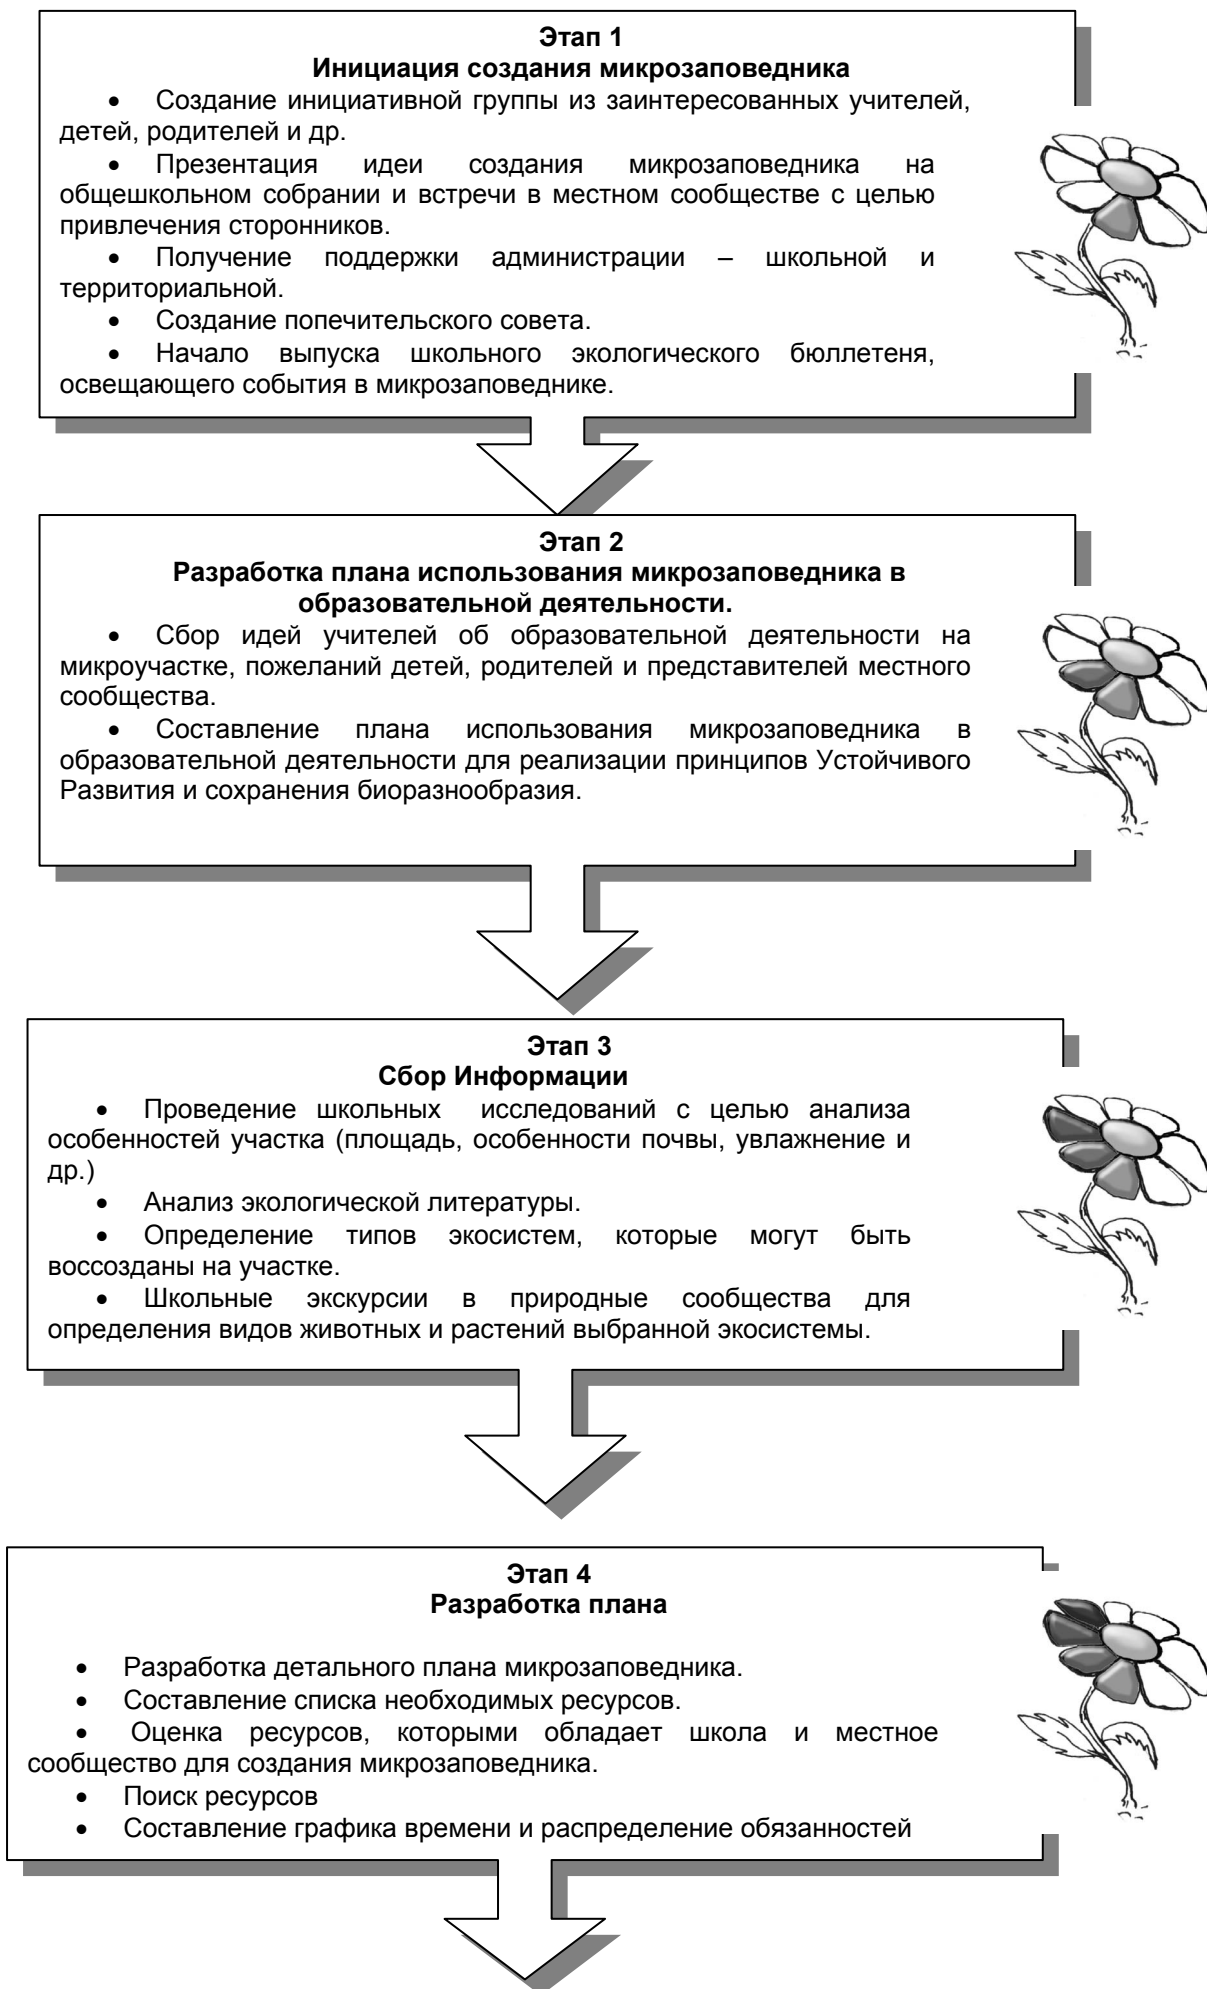 Этап 1
Инициация создания микрозаповедника
• Создание инициативной группы из заинтересованных учителей,
детей, родителей и др.
• Презентация идеи создания микрозаповедника на
общешкольном собрании и встречи в местном сообществе с целью
привлечения сторонников.
• Получение поддержки администрации – школьной и
территориальной.
• Создание попечительского совета.
• Начало выпуска школьного экологического бюллетеня,
освещающего события в микрозаповеднике.
Этап 2
Разработка плана использования микрозаповедника в
образовательной деятельности.
• Сбор идей учителей об образовательной деятельности на
микроучастке, пожеланий детей, родителей и представителей местного
сообщества.
• Составление плана использования микрозаповедника в
образовательной деятельности для реализации принципов Устойчивого
Развития и сохранения биоразнообразия.
Этап 3
Сбор Информации
• Проведение школьных исследований с целью анализа
особенностей участка (площадь, особенности почвы, увлажнение и
др.)
• Анализ экологической литературы.
• Определение типов экосистем, которые могут быть
воссозданы на участке.
• Школьные экскурсии в природные сообщества для
определения видов животных и растений выбранной экосистемы.
Этап 4
Разработка плана
• Разработка детального плана микрозаповедника.
• Составление списка необходимых ресурсов.
• Оценка ресурсов, которыми обладает школа и местное
сообщество для создания микрозаповедника.
• Поиск ресурсов
• Составление графика времени и распределение обязанностей